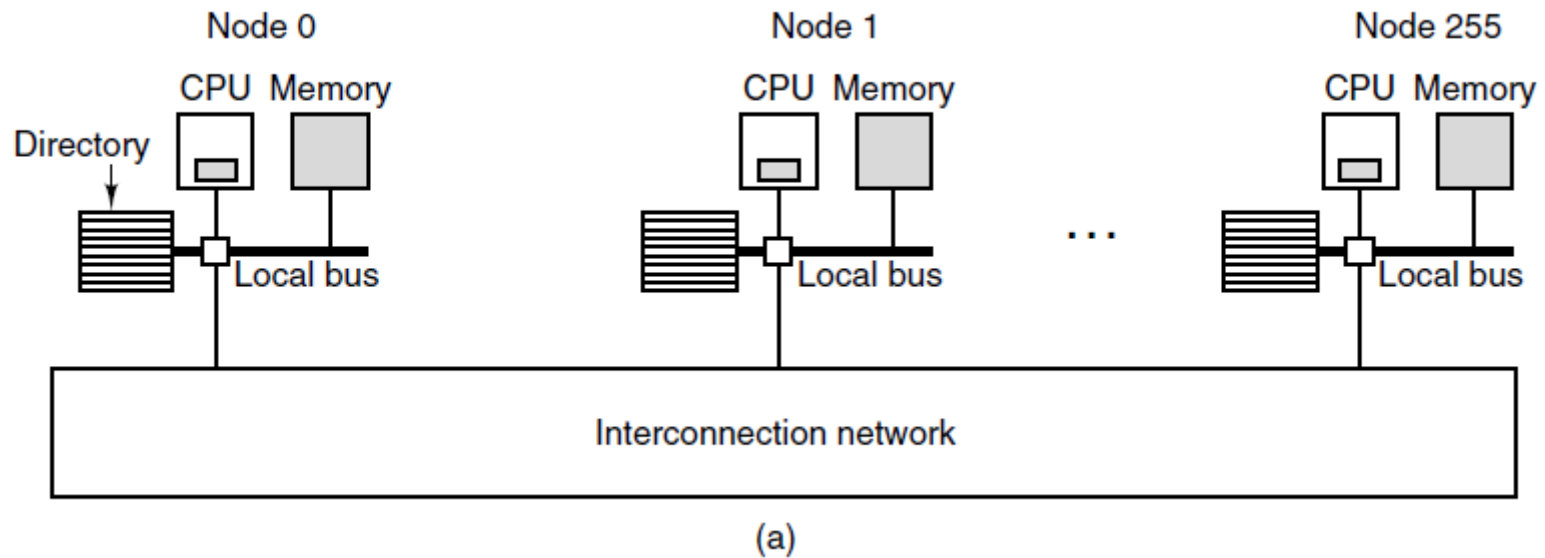 Node 0
Node 1
Node 255
CPU Memory
CPU Memory
CPU Memory
Directory
...
Local bus
Local bus
Local bus
Interconnection network
(a)